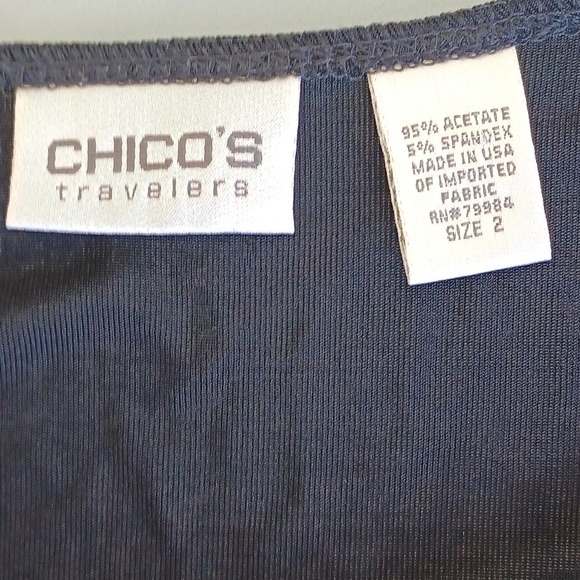 CHICO'S
travelers
95% ACETATE
5% SPANDEX
MADE IN USA
OF IMPORTED
FABRIC
RN#79984
SIZE 2